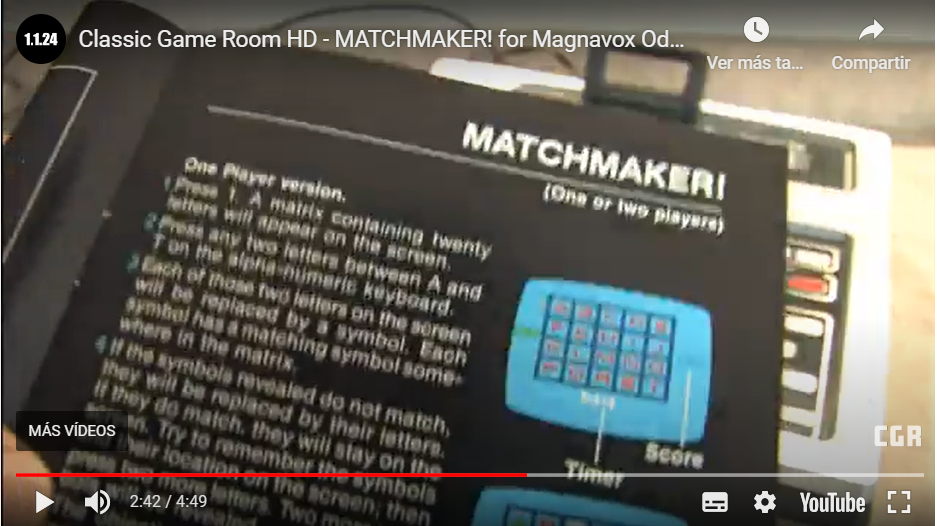 1.1.24
Classic Game Room HD - MATCHMAKER! for Magnavox Od...
Ver más ta...
Compartir
MATCHMAKER!
(One or two players)
One Player version.
1 Press 1. A matrix containing twenty
letters will appear on the screen.
2 Press any two letters between A and
T on the alpha-numeric keyboard.
3 Each of those two letters on the screen
will be replaced by a symbol. Each
symbol has a matching symbol some-
where in the matrix.
4 If the symbols revealed do not match,
they will be replaced by their letters.
If they do match, they will stay on the
Try to remember the symbols
location on the screen, then
two letters. Two more
Timer
Score
MÁS VÍDEOS
CGR
2:42 / 4:49
YouTube